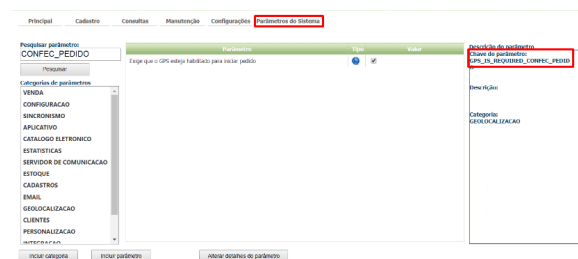 Principal Cadastro Consultas Manutenção Configurações Parâmetros do Sistema
Pesquisar parâmetro:
CONFEC_PEDIDO
Pesquisar
Categorias de parâmetros
VENDA
CONFIGURACAO
SINCRONISMO
APLICATIVO
CATALOGO ELETRONICO
ESTATISTICAS
SERVIDOR DE COMUNICACAO
ESTOQUE
CADASTROS
EMAIL
GEOLOCALIZACAO
CLIENTES
PERSONALIZACAO
INTEGRACAO
Incluir categoria Incluir parâmetro Alterar detalhes do parâmetro
Parâmetro Tipo Valor
Exige que o GPS esteja habilitado para iniciar pedido
Descrição do parâmetro
Chave do parâmetro:
GPS_IS_REQUIRED_CONFEC_PEDID
O
Descrição:
Categoria:
GEOLOCALIZACAO